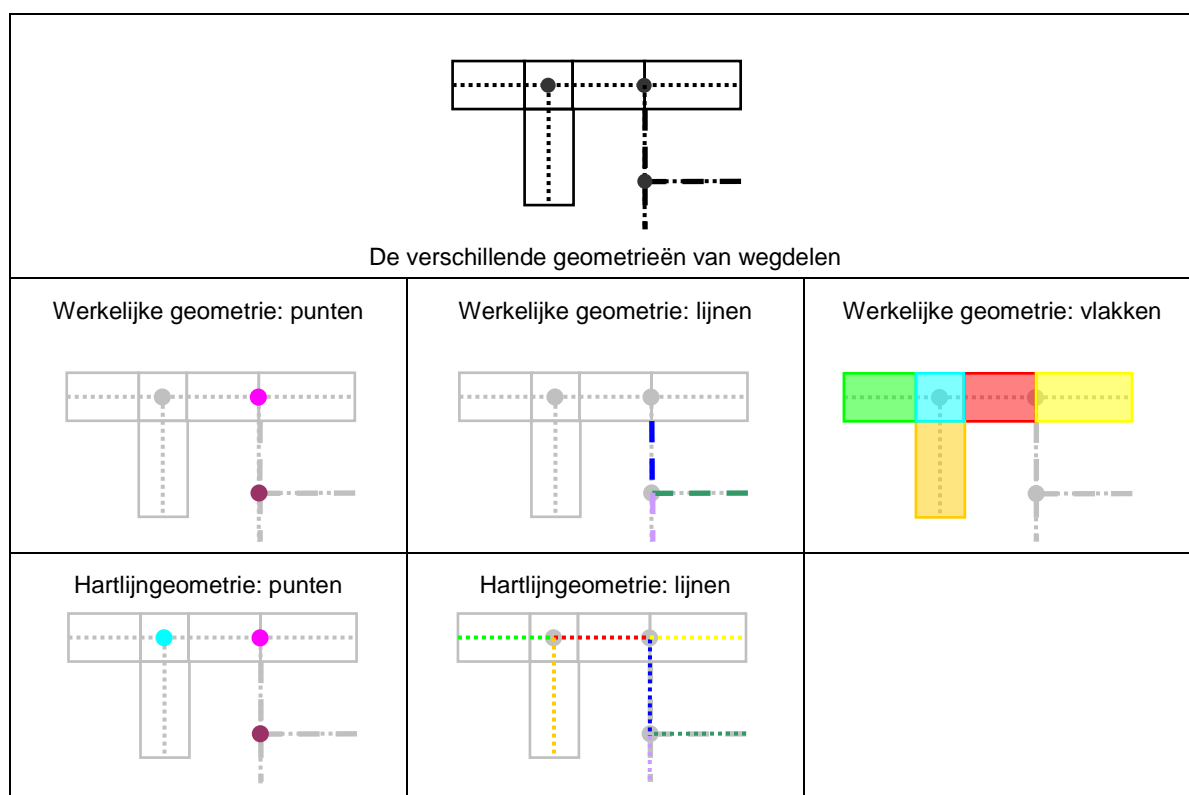 De verschillende geometrieën van wegdelen
Werkelijke geometrie: punten
Werkelijke geometrie: lijnen
Werkelijke geometrie: vlakken
Hartlijngeometrie: punten
Hartlijngeometrie: lijnen